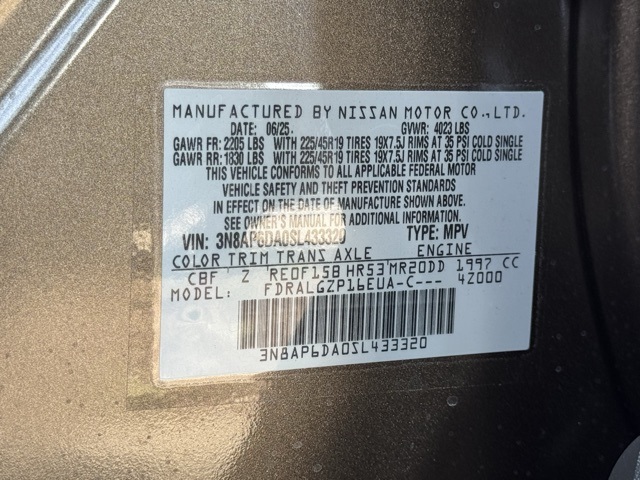 MANUFACTURED BY NISSAN MOTOR CO., LTD.
DATE: 06/25. GVWR: 4023 LBS
GAWR FR: 2205 LBS WITH 225/45R19 TIRES 19X7.5J RIMS AT 35 PSI COLD SINGLE
GAWR RR: 1830 LBS WITH 225/45R19 TIRES 19X7.5J RIMS AT 35 PSI COLD SINGLE
THIS VEHICLE CONFORMS TO ALL APPLICABLE FEDERAL MOTOR
VEHICLE SAFETY AND THEFT PREVENTION STANDARDS
IN EFFECT ON THE DATE OF MANUFACTURE SHOWN ABOVE.
SEE OWNER'S MANUAL FOR ADDITIONAL INFORMATION.
VIN: 3N8AP6DA0SL433320 TYPE: MPV
COLOR TRIM TRANS AXLE ENGINE
CBF Z RE0F15B HR53 MR20DD 1997 CC
MODEL: FDRALGZP16EUA-C--- 4Z000
3N8AP6DA0SL433320